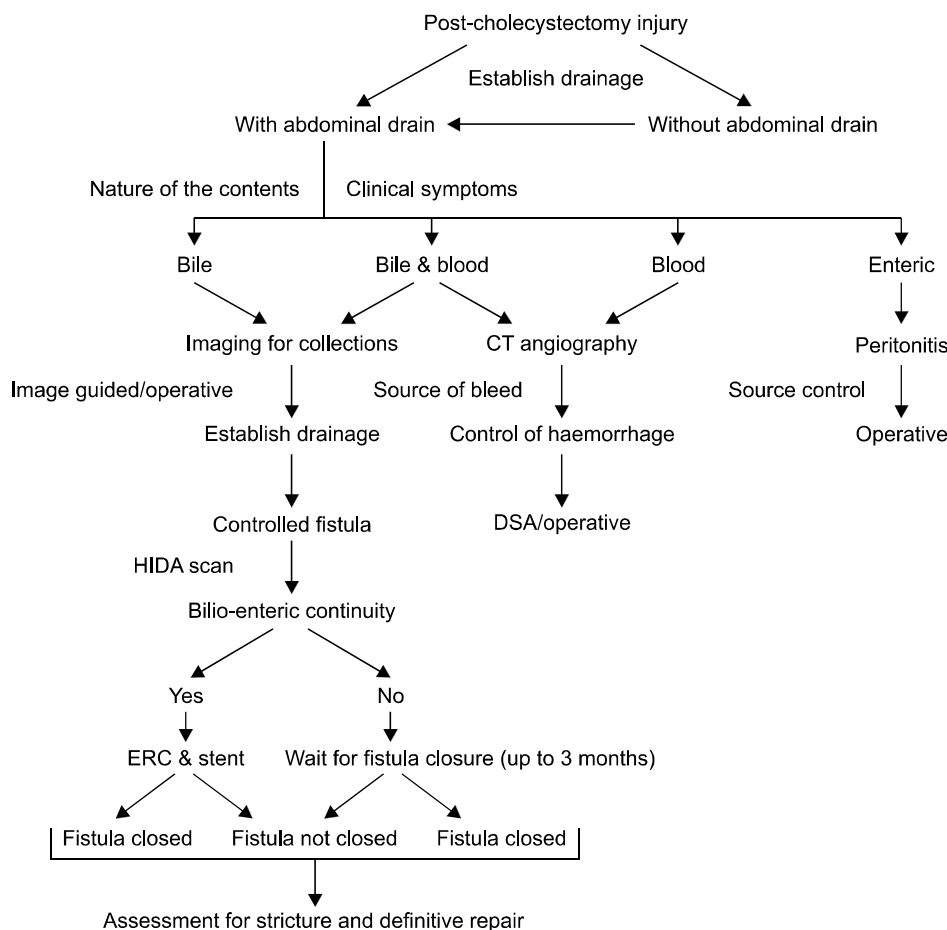 Post-cholecystectomy injury
Establish drainage
With abdominal drain
Without abdominal drain
Nature of the contents
Clinical symptoms
Bile
Bile & blood
Blood
Enteric
Imaging for collections
CT angiography
Peritonitis
Image guided/operative
Source of bleed
Source control
Establish drainage
Control of haemorrhage
Operative
Controlled fistula
DSA/operative
HIDA scan
Bilio-enteric continuity
Yes
No
ERC & stent
Wait for fistula closure (up to 3 months)
Fistula closed
Fistula not closed
Fistula closed
Assessment for stricture and definitive repair